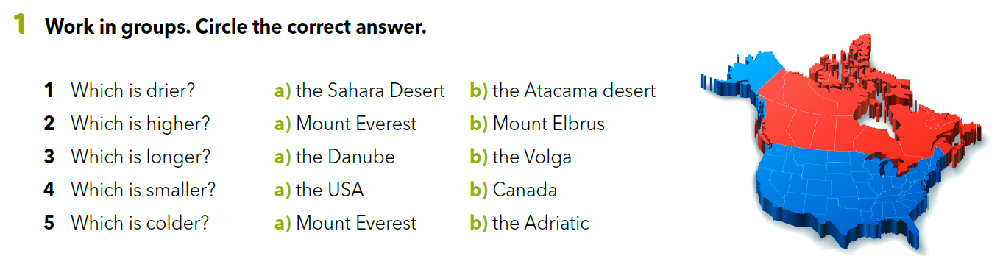 1 Work in groups. Circle the correct answer.
1 Which is drier? a) the Sahara Desert b) the Atacama desert
2 Which is higher? a) Mount Everest b) Mount Elbrus
3 Which is longer? a) the Danube b) the Volga
4 Which is smaller? a) the USA b) Canada
5 Which is colder? a) Mount Everest b) the Adriatic